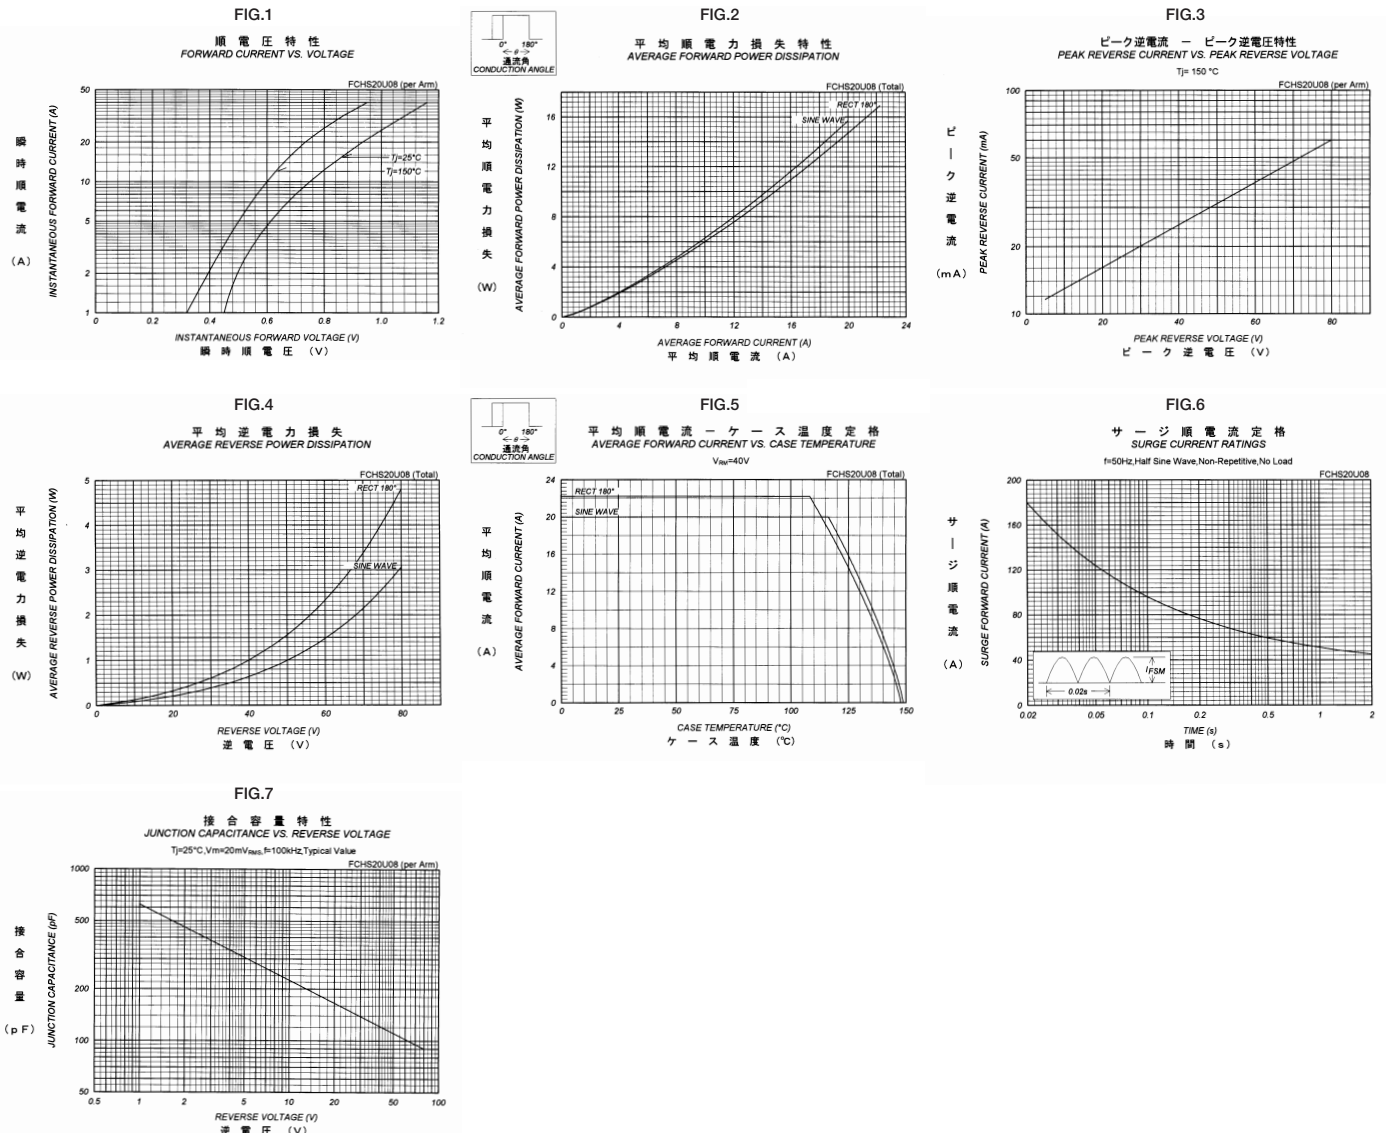 FIG.1
順電圧特性
FORWARD CURRENT VS. VOLTAGE
FCHS20U08 (per Arm)
瞬時順電流 (A)
INSTANTANEOUS FORWARD CURRENT (A)
50
20
10
5
2
1
Tj=25°C
Tj=150°C
0 0.2 0.4 0.6 0.8 1.0 1.2
INSTANTANEOUS FORWARD VOLTAGE (V)
瞬時順電圧 (V)
FIG.2
0° 180°
θ
通流角
CONDUCTION ANGLE
平均順電力損失特性
AVERAGE FORWARD POWER DISSIPATION
FCHS20U08 (Total)
平均順電力損失 (W)
AVERAGE FORWARD POWER DISSIPATION (W)
16
12
8
4
0
RECT 180°
SINE WAVE
0 4 8 12 16 20 24
AVERAGE FORWARD CURRENT (A)
平均順電流 (A)
FIG.3
ピーク逆電流 － ピーク逆電圧特性
PEAK REVERSE CURRENT VS. PEAK REVERSE VOLTAGE
Tj= 150 °C
FCHS20U08 (per Arm)
ピーク逆電流 (mA)
PEAK REVERSE CURRENT (mA)
100
50
20
10
0 20 40 60 80
PEAK REVERSE VOLTAGE (V)
ピーク逆電圧 (V)
FIG.4
平均逆電力損失
AVERAGE REVERSE POWER DISSIPATION
FCHS20U08 (Total)
平均逆電力損失 (W)
AVERAGE REVERSE POWER DISSIPATION (W)
5
4
3
2
1
0
RECT 180°
SINE WAVE
0 20 40 60 80
REVERSE VOLTAGE (V)
逆電圧 (V)
FIG.5
0° 180°
θ
通流角
CONDUCTION ANGLE
平均順電流－ケース温度定格
AVERAGE FORWARD CURRENT VS. CASE TEMPERATURE
VRM=40V
FCHS20U08 (Total)
平均順電流 (A)
AVERAGE FORWARD CURRENT (A)
24
20
16
12
8
4
0
RECT 180°
SINE WAVE
0 25 50 75 100 125 150
CASE TEMPERATURE (°C)
ケース温度 (℃)
FIG.6
サージ順電流定格
SURGE CURRENT RATINGS
f=50Hz,Half Sine Wave,Non-Repetitive,No Load
FCHS20U08
サージ順電流 (A)
SURGE FORWARD CURRENT (A)
200
160
120
80
40
0
IFSM
0.02s
0.02 0.05 0.1 0.2 0.5 1 2
TIME (s)
時間 (s)
FIG.7
接合容量特性
JUNCTION CAPACITANCE VS. REVERSE VOLTAGE
Tj=25°C,Vm=20mVRMS,f=100kHz,Typical Value
FCHS20U08 (per Arm)
接合容量 (pF)
JUNCTION CAPACITANCE (pF)
1000
500
200
100
50
0.5 1 2 5 10 20 50 100
REVERSE VOLTAGE (V)
逆電圧 (V)